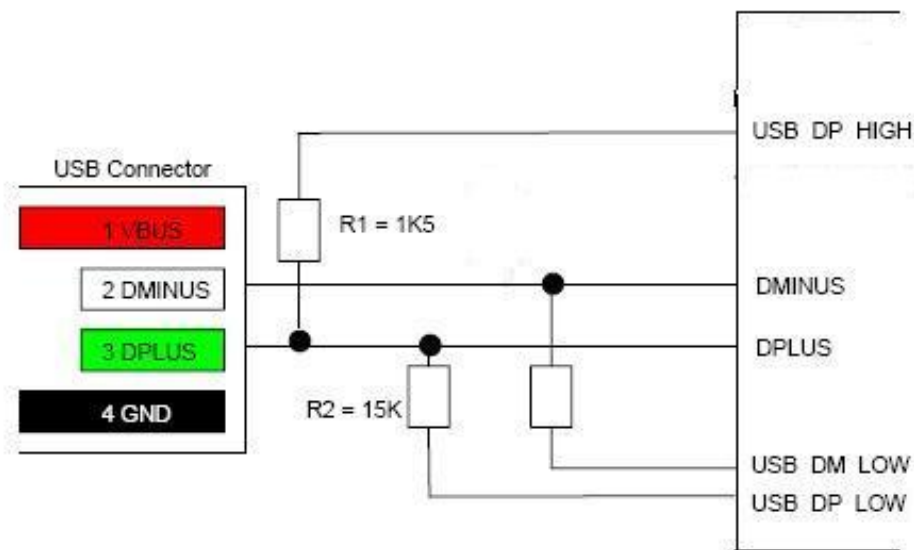 USB DP HIGH
USB Connector
1 VBUS
R1 = 1K5
2 DMINUS
DMINUS
3 DPLUS
DPLUS
4 GND
R2 = 15K
USB DM LOW
USB DP LOW